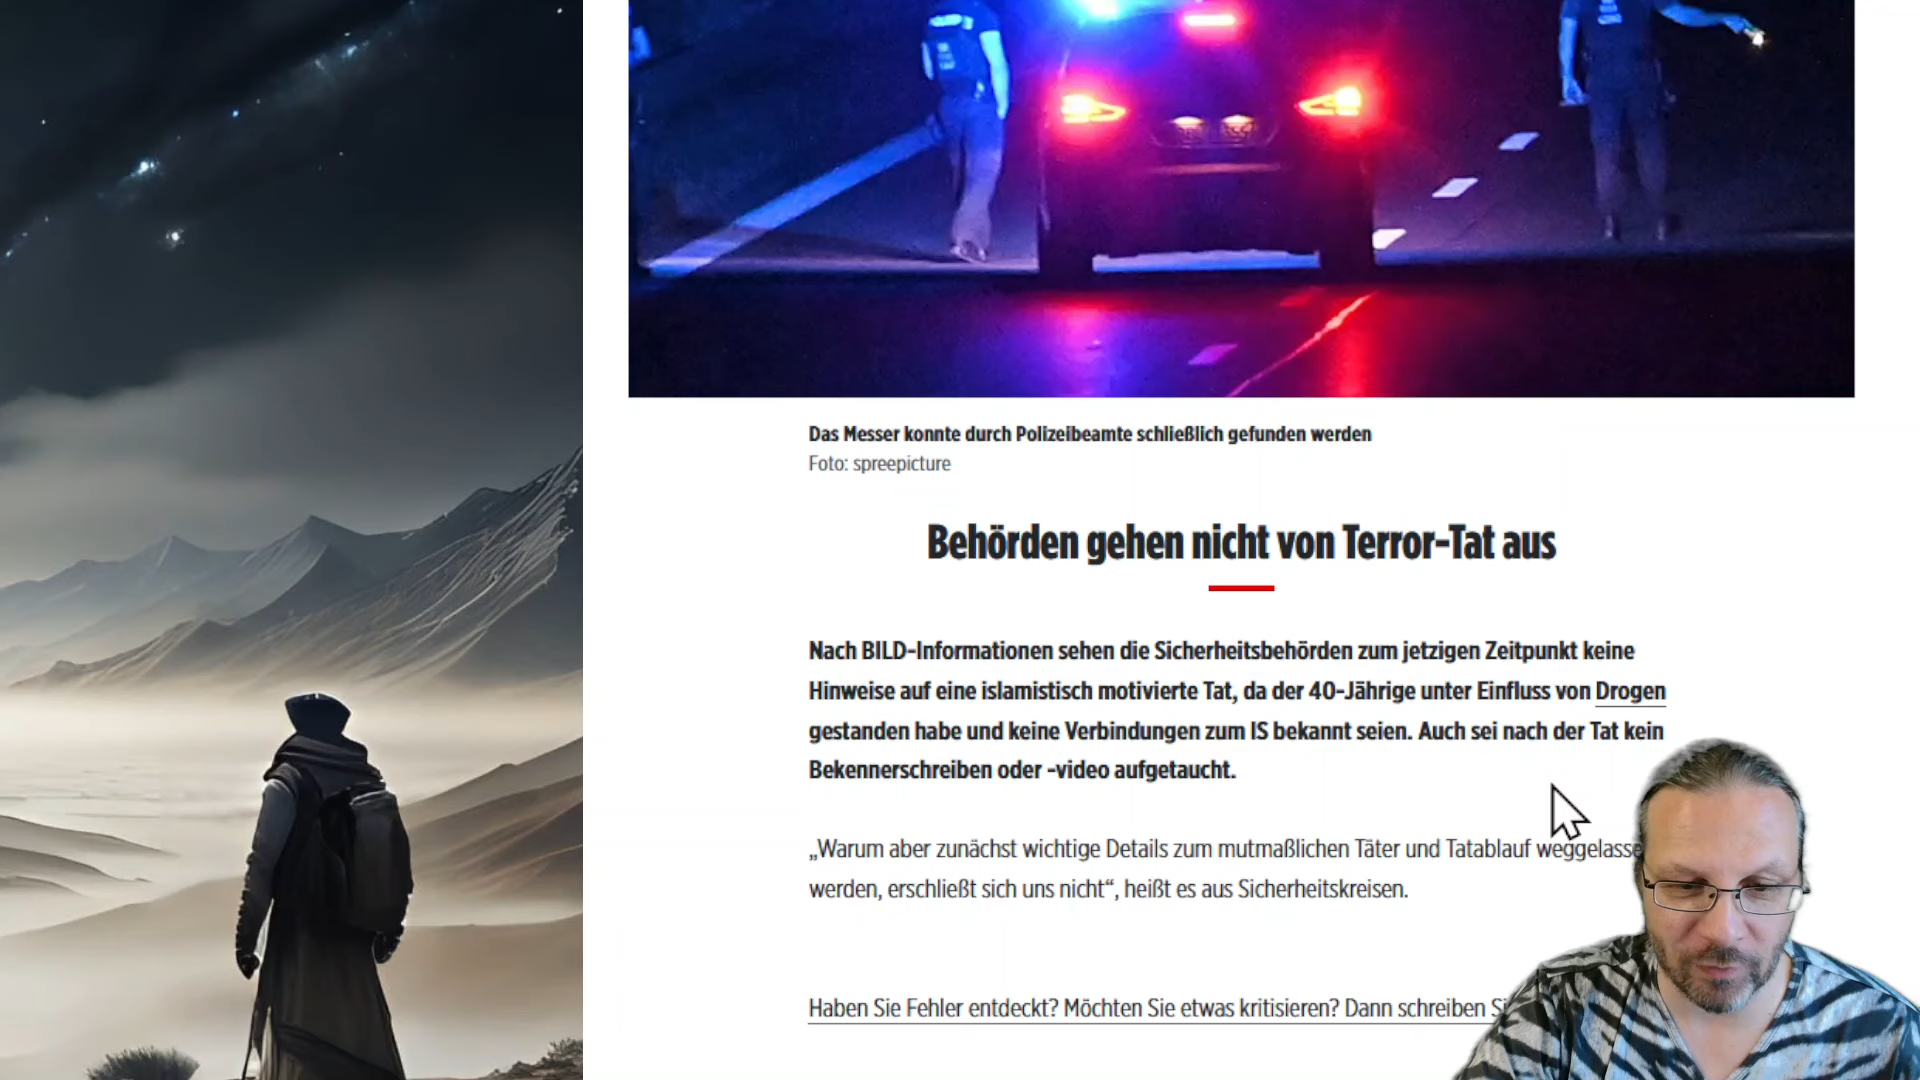 Das Messer konnte durch Polizeibeamte schließlich gefunden werden
Foto: spreepicture
Behörden gehen nicht von Terror-Tat aus
Nach BILD-Informationen sehen die Sicherheitsbehörden zum jetzigen Zeitpunkt keine
Hinweise auf eine islamistisch motivierte Tat, da der 40-Jährige unter Einfluss von Drogen
gestanden habe und keine Verbindungen zum IS bekannt seien. Auch sei nach der Tat kein
Bekennerschreiben oder -video aufgetaucht.
„Warum aber zunächst wichtige Details zum mutmaßlichen Täter und Tatablauf weggelasse
werden, erschließt sich uns nicht“, heißt es aus Sicherheitskreisen.
Haben Sie Fehler entdeckt? Möchten Sie etwas kritisieren? Dann schreiben Si